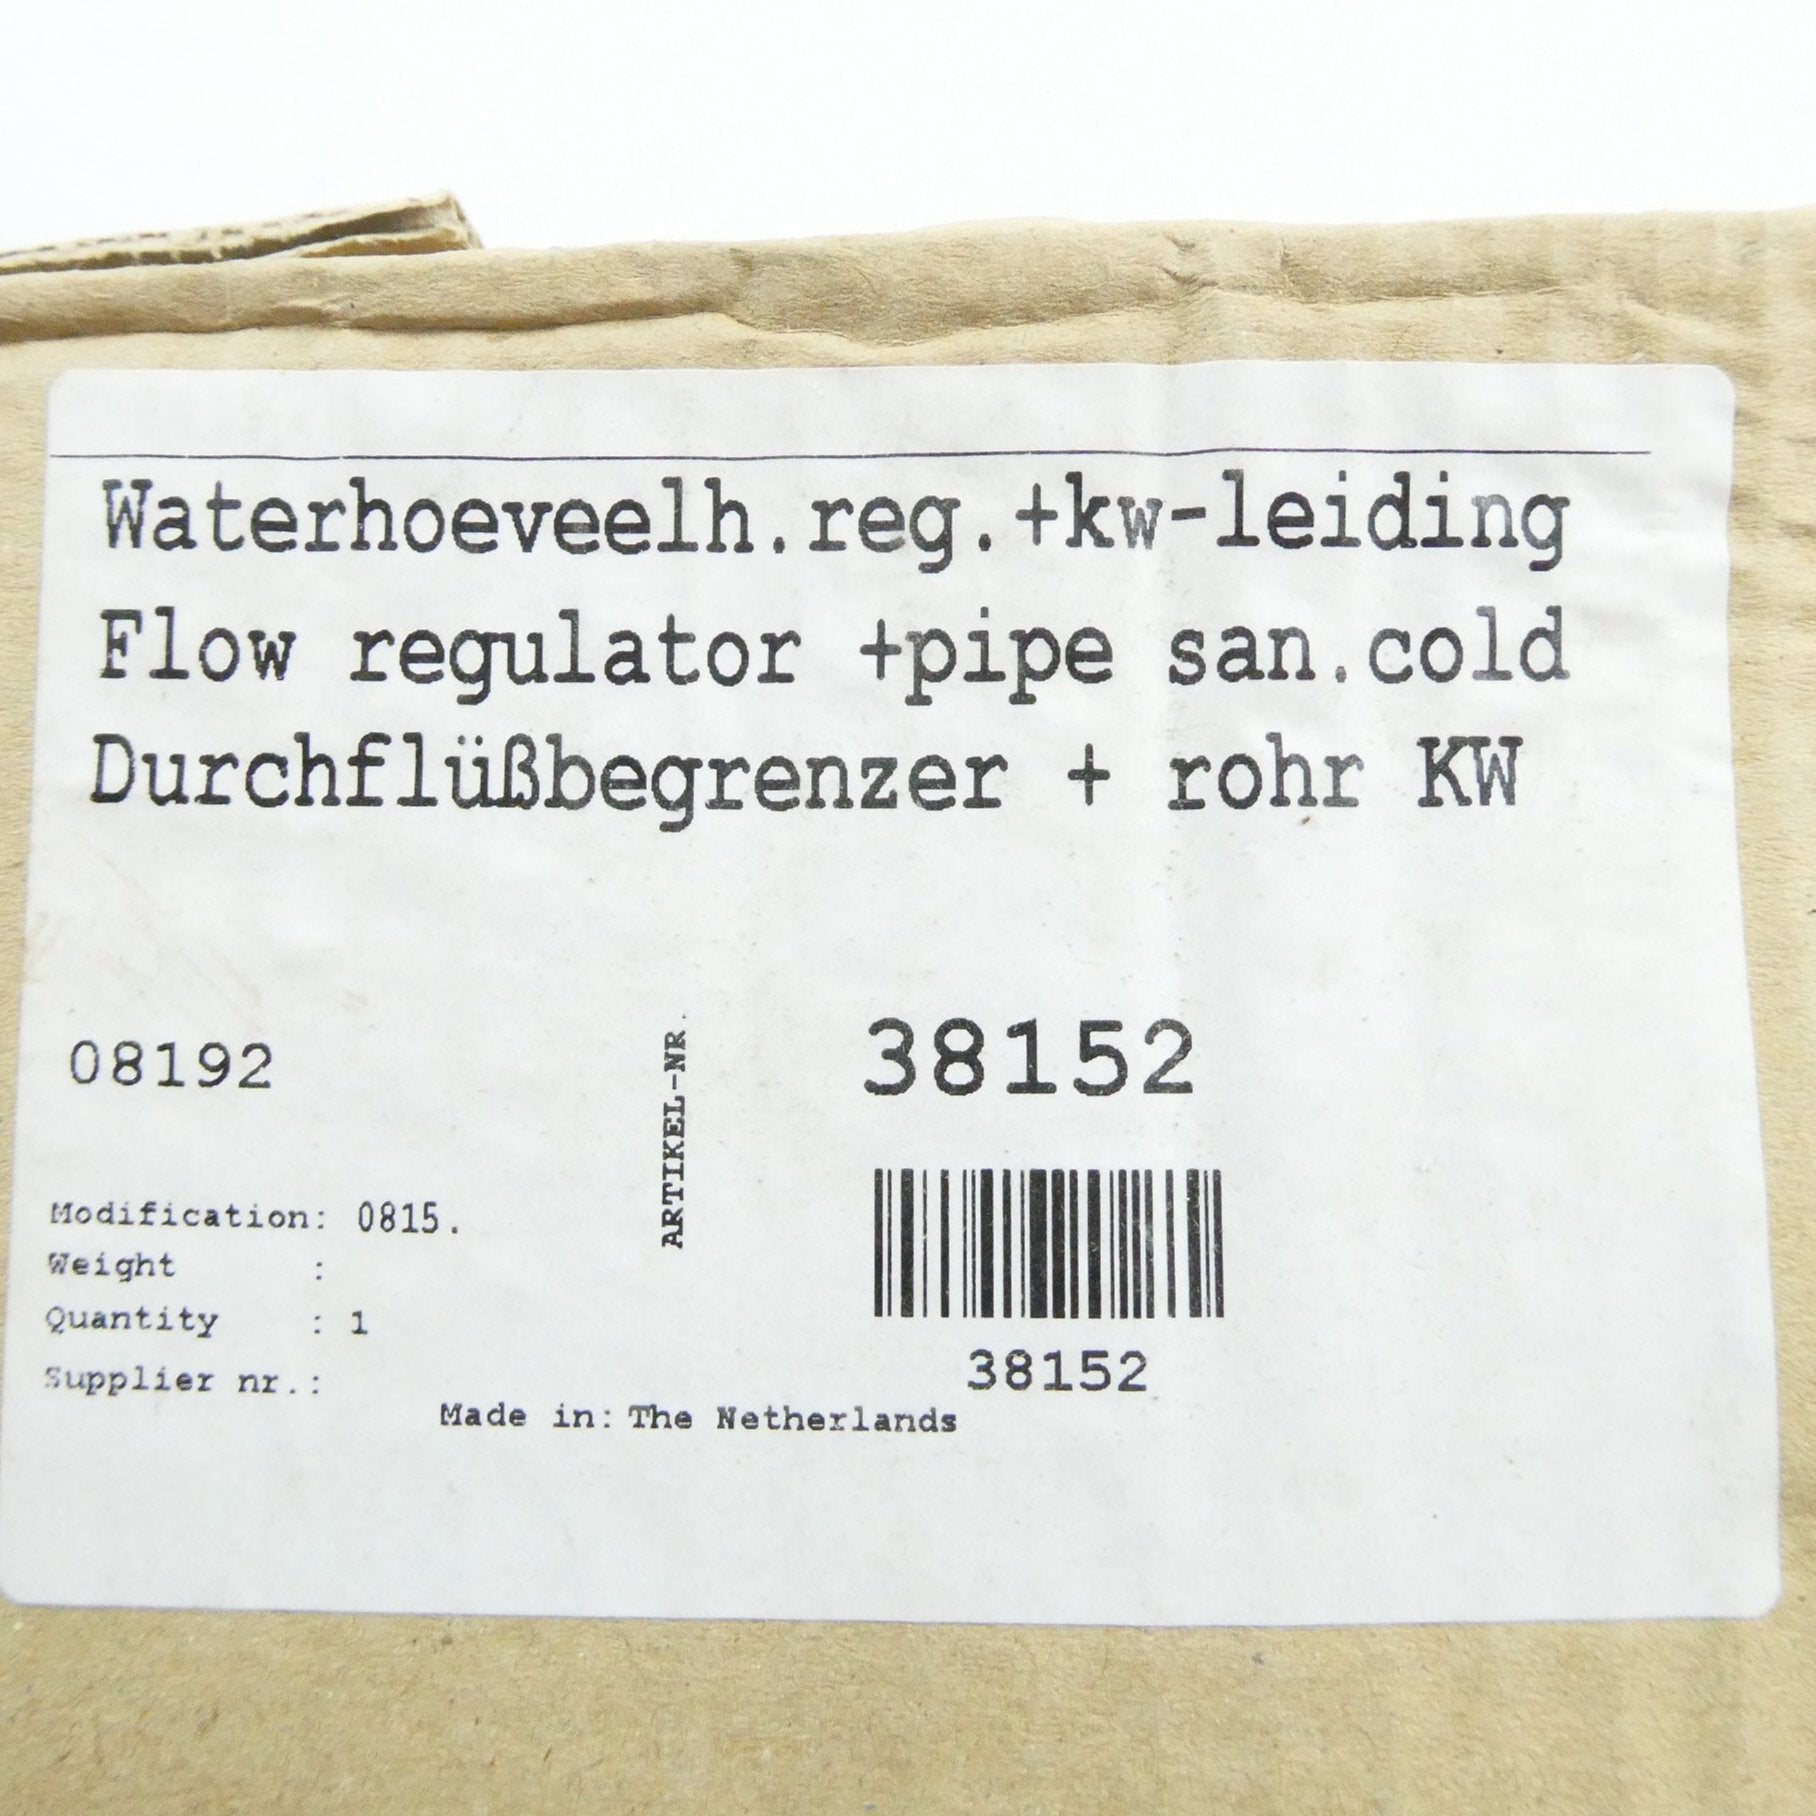 Waterhoeveelh.reg.+kw-leiding
Flow regulator +pipe san.cold
Durchflüßbegrenzer + rohr KW
08192
ARTIKEL-NR.
38152
Modification: 0815.
Weight :
Quantity : 1
Supplier nr.:
38152
Made in: The Netherlands